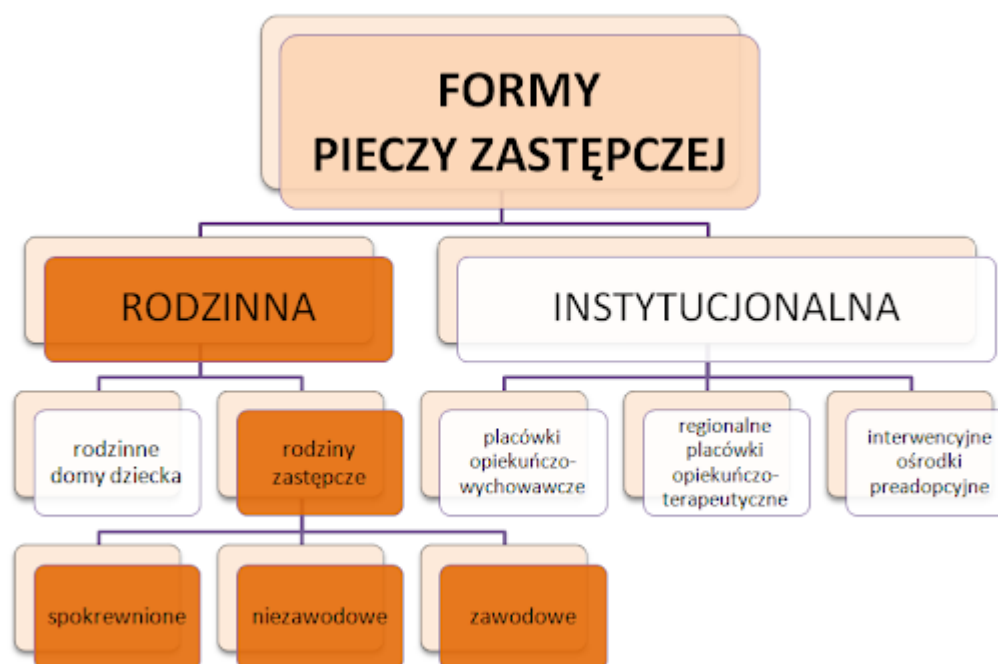 FORMY
PIECZY ZASTĘPCZEJ
RODZINNA
INSTYTUCJONALNA
rodzinne
domy dziecka
rodziny
zastępcze
placówki
opiekuńczo-
wychowawcze
regionalne
placówki
opiekuńczo-
terapeutyczne
interwencyjne
ośrodki
preadopcyjne
spokrewnione
niezawodowe
zawodowe